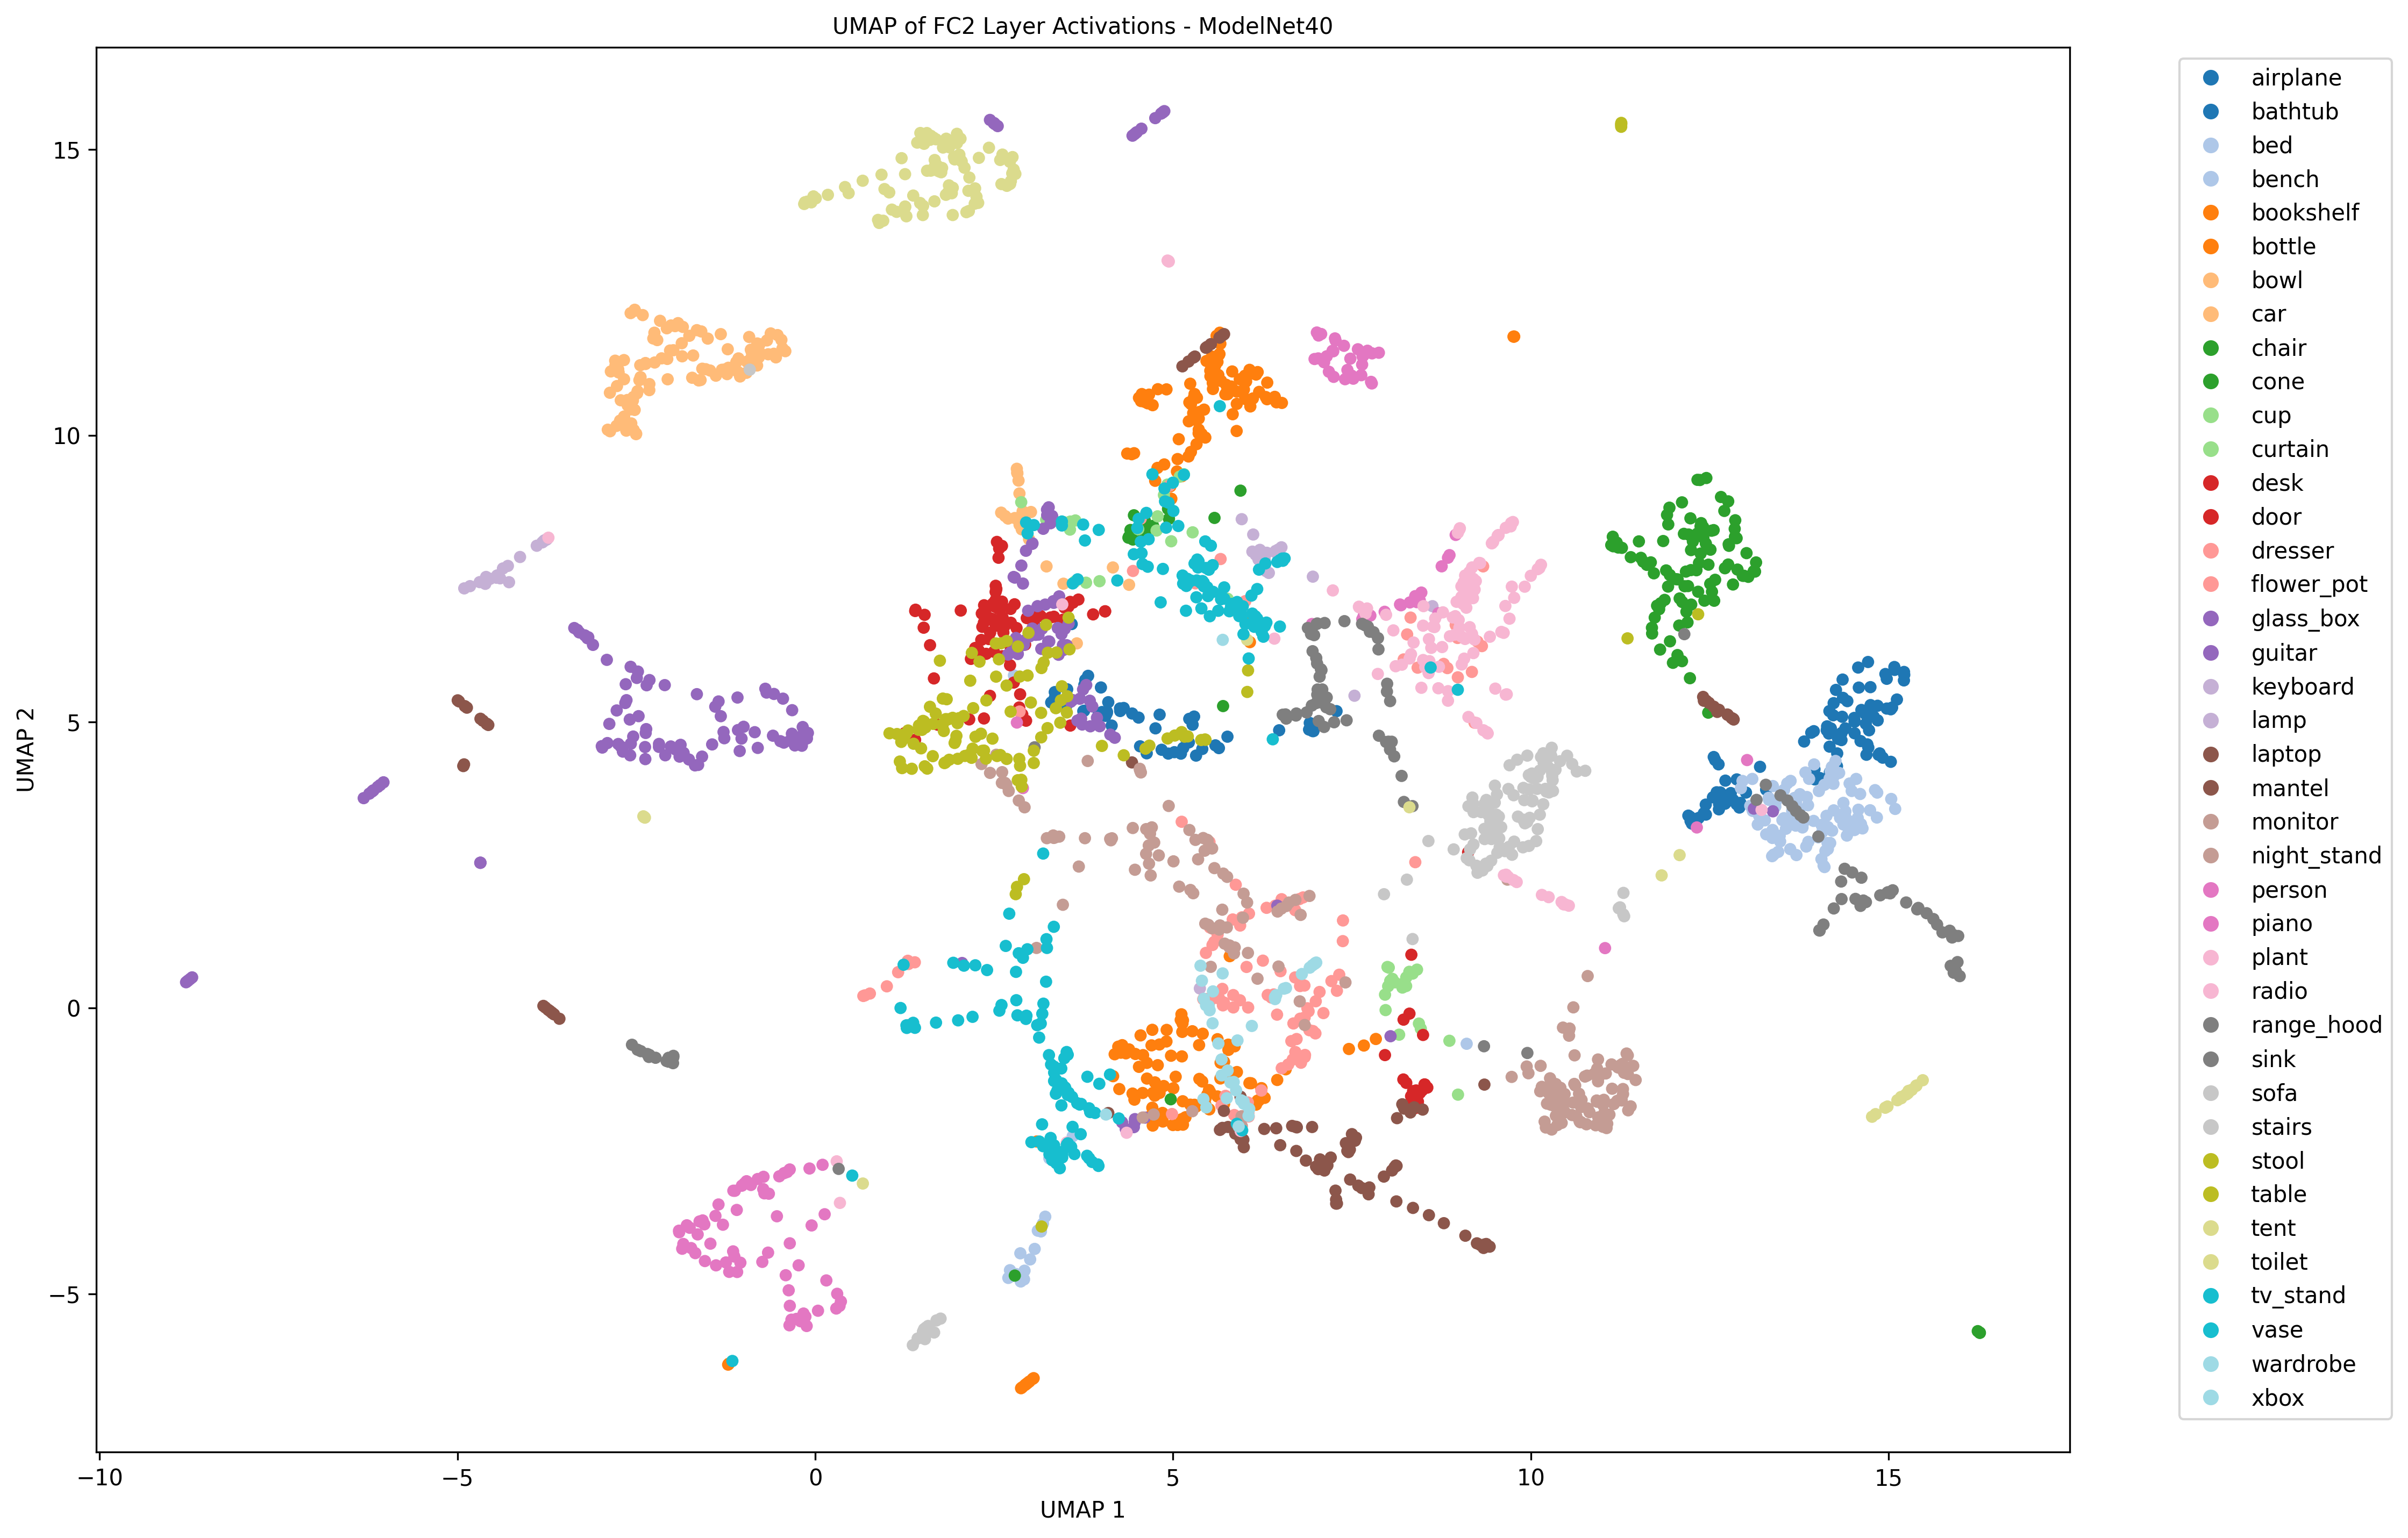 UMAP of FC2 Layer Activations - ModelNet40
15
10
5
0
−5
UMAP 2
−10
−5
0
5
10
15
UMAP 1
airplane
bathtub
bed
bench
bookshelf
bottle
bowl
car
chair
cone
cup
curtain
desk
door
dresser
flower_pot
glass_box
guitar
keyboard
lamp
laptop
mantel
monitor
night_stand
person
piano
plant
radio
range_hood
sink
sofa
stairs
stool
table
tent
toilet
tv_stand
vase
wardrobe
xbox